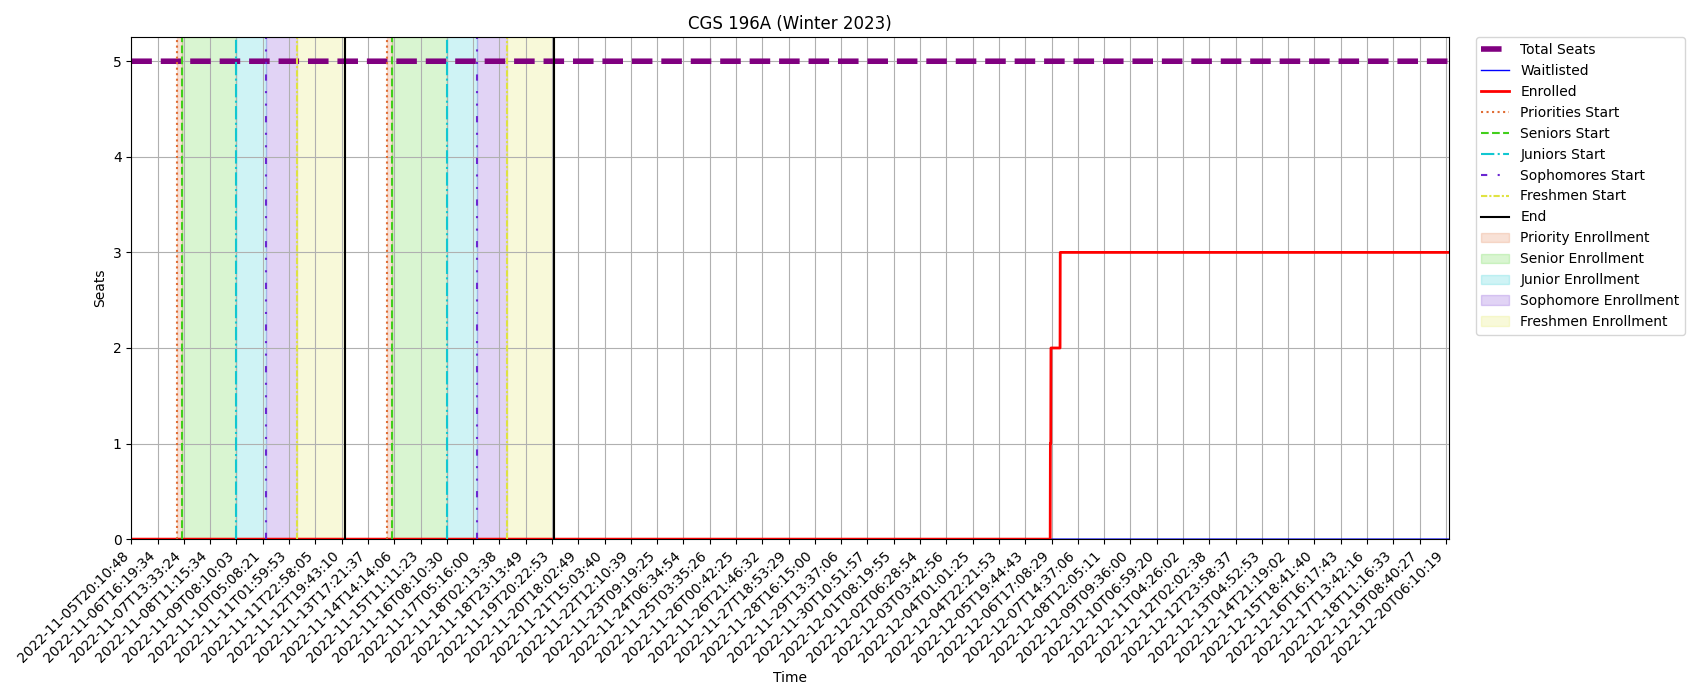 CGS 196A (Winter 2023)
Seats
5
4
3
2
1
0
2022-11-05T20:10:48
2022-11-06T16:19:34
2022-11-07T13:33:24
2022-11-08T11:15:34
2022-11-09T08:10:03
2022-11-10T05:08:21
2022-11-11T01:59:53
2022-11-11T22:58:05
2022-11-12T19:43:10
2022-11-13T17:21:37
2022-11-14T14:14:06
2022-11-15T11:11:23
2022-11-16T08:10:30
2022-11-17T05:16:00
2022-11-18T02:13:38
2022-11-18T23:13:49
2022-11-19T20:22:53
2022-11-20T18:02:49
2022-11-21T15:03:40
2022-11-22T12:10:39
2022-11-23T09:19:25
2022-11-24T06:34:54
2022-11-25T03:35:26
2022-11-26T00:42:25
2022-11-26T21:46:32
2022-11-27T18:53:29
2022-11-28T16:15:00
2022-11-29T13:37:06
2022-11-30T10:51:57
2022-12-01T08:19:55
2022-12-02T06:28:54
2022-12-03T03:42:56
2022-12-04T01:01:25
2022-12-04T22:21:53
2022-12-05T19:44:43
2022-12-06T17:08:29
2022-12-07T14:37:06
2022-12-08T12:05:11
2022-12-09T09:36:00
2022-12-10T06:59:20
2022-12-11T04:26:02
2022-12-12T02:02:38
2022-12-12T23:58:37
2022-12-13T04:52:53
2022-12-14T21:19:02
2022-12-15T18:41:40
2022-12-16T16:17:43
2022-12-17T13:42:16
2022-12-18T11:16:33
2022-12-19T08:40:27
2022-12-20T06:10:19
Time
Total Seats
Waitlisted
Enrolled
Priorities Start
Seniors Start
Juniors Start
Sophomores Start
Freshmen Start
End
Priority Enrollment
Senior Enrollment
Junior Enrollment
Sophomore Enrollment
Freshmen Enrollment